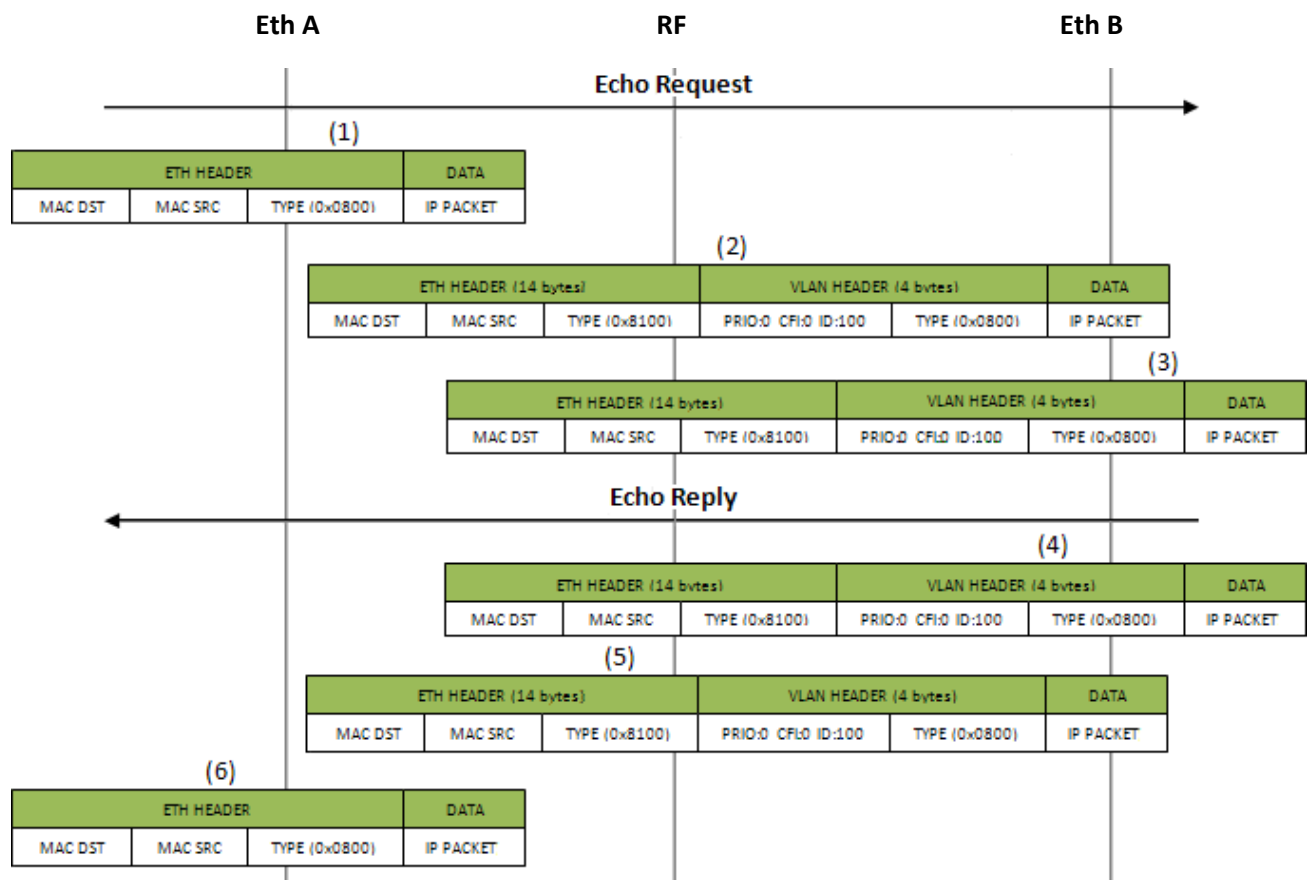 Eth A RF Eth B
Echo Request
(1)
ETH HEADER DATA
MAC DST MAC SRC TYPE (0x0800) IP PACKET
(2)
ETH HEADER (14 bytes) VLAN HEADER (4 bytes) DATA
MAC DST MAC SRC TYPE (0x8100) PRIO:0 CFI:0 ID:100 TYPE (0x0800) IP PACKET
(3)
ETH HEADER (14 bytes) VLAN HEADER (4 bytes) DATA
MAC DST MAC SRC TYPE (0x8100) PRIO:0 CFI:0 ID:100 TYPE (0x0800) IP PACKET
Echo Reply
(4)
ETH HEADER (14 bytes) VLAN HEADER (4 bytes) DATA
MAC DST MAC SRC TYPE (0x8100) PRIO:0 CFI:0 ID:100 TYPE (0x0800) IP PACKET
(5)
ETH HEADER (14 bytes) VLAN HEADER (4 bytes) DATA
MAC DST MAC SRC TYPE (0x8100) PRIO:0 CFI:0 ID:100 TYPE (0x0800) IP PACKET
(6)
ETH HEADER DATA
MAC DST MAC SRC TYPE (0x0800) IP PACKET